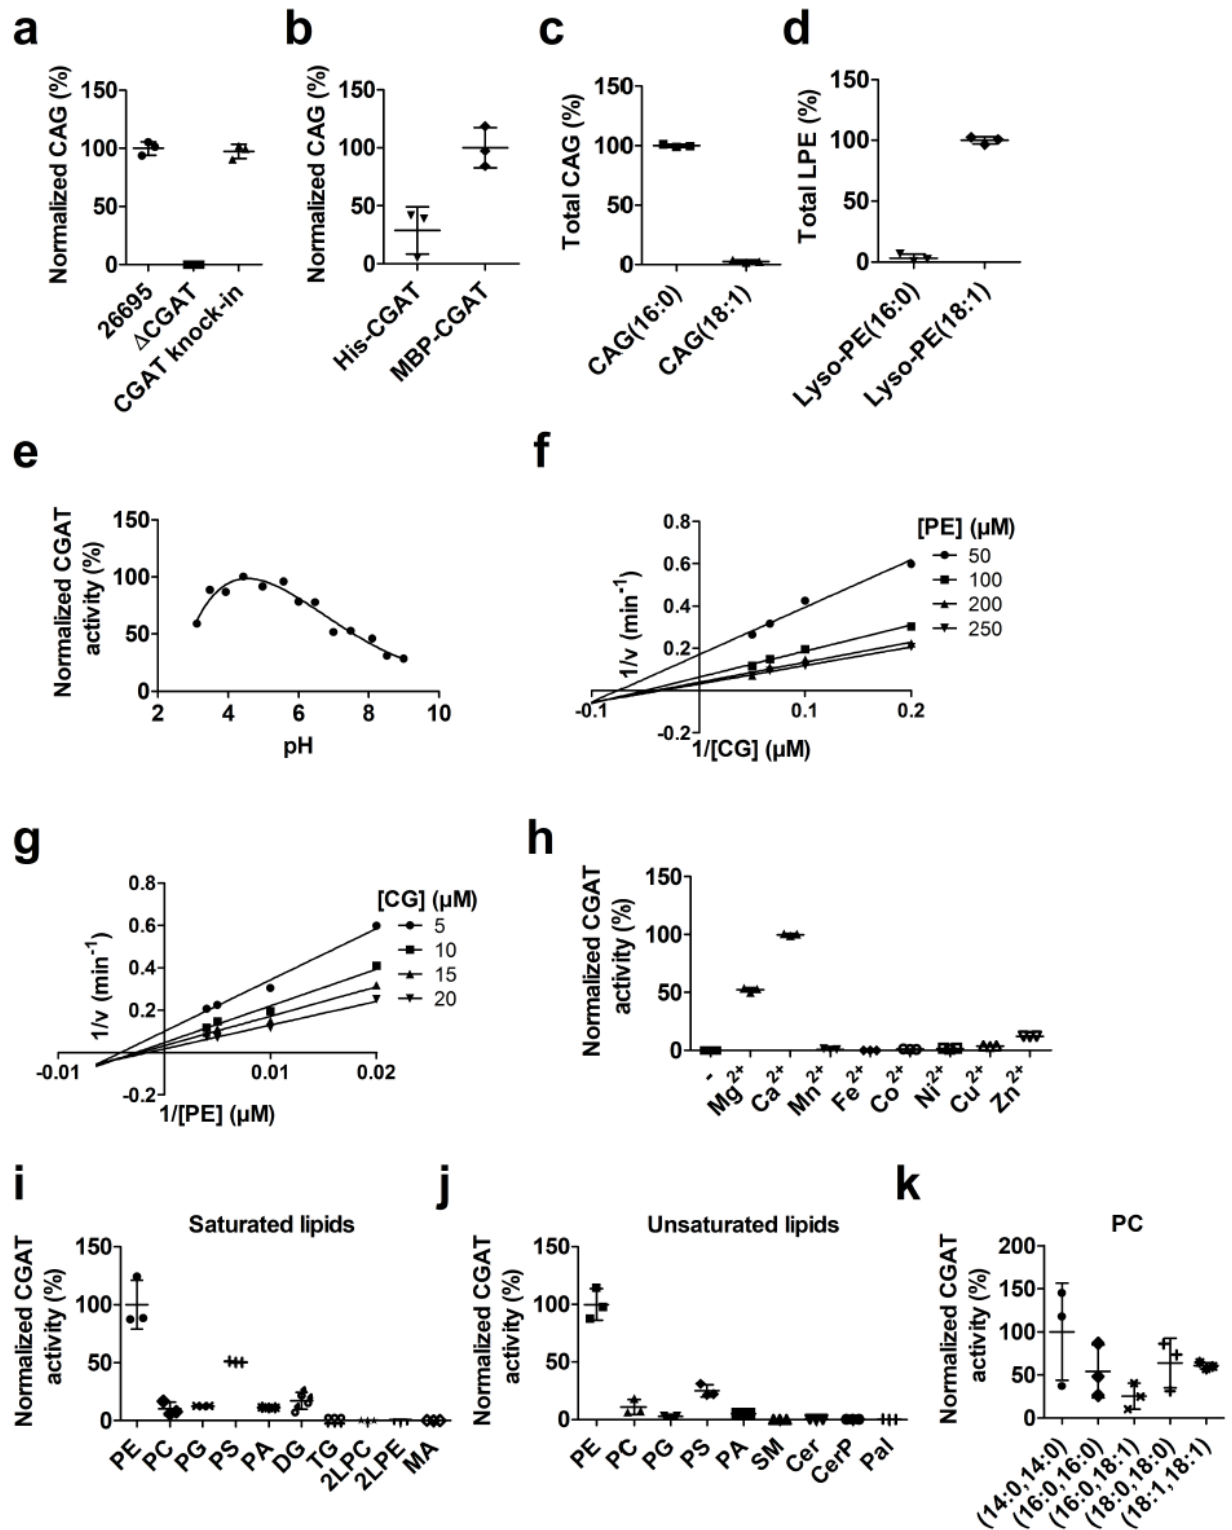 a
Normalized CAG (%)
150
100
50
0
26695
ΔCGAT
CGAT knock-in
b
Normalized CAG (%)
150
100
50
0
His-CGAT
MBP-CGAT
c
Total CAG (%)
150
100
50
0
CAG(16:0)
CAG(18:1)
d
Total LPE (%)
150
100
50
0
Lyso-PE(16:0)
Lyso-PE(18:1)
e
Normalized CGAT
activity (%)
150
100
50
0
2 4 6 8 10
pH
f
1/v (min⁻¹)
0.8
0.6
0.4
0.2
-0.2
-0.1 0.1 0.2
1/[CG] (µM)
[PE] (µM)
50
100
200
250
g
1/v (min⁻¹)
0.8
0.6
0.4
0.2
-0.2
-0.01 0.01 0.02
1/[PE] (µM)
[CG] (µM)
5
10
15
20
h
Normalized CGAT
activity (%)
150
100
50
0
-
Mg²⁺
Ca²⁺
Mn²⁺
Fe²⁺
Co²⁺
Ni²⁺
Cu²⁺
Zn²⁺
i
Saturated lipids
Normalized CGAT
activity (%)
150
100
50
0
PE
PC
PG
PS
PA
DG
TG
2LPC
2LPE
MA
j
Unsaturated lipids
Normalized CGAT
activity (%)
150
100
50
0
PE
PC
PG
PS
PA
SM
Cer
CerP
Pal
k
PC
Normalized CGAT
activity (%)
200
150
100
50
0
(14:0,14:0)
(16:0,16:0)
(16:0,18:1)
(18:0,18:0)
(18:1,18:1)